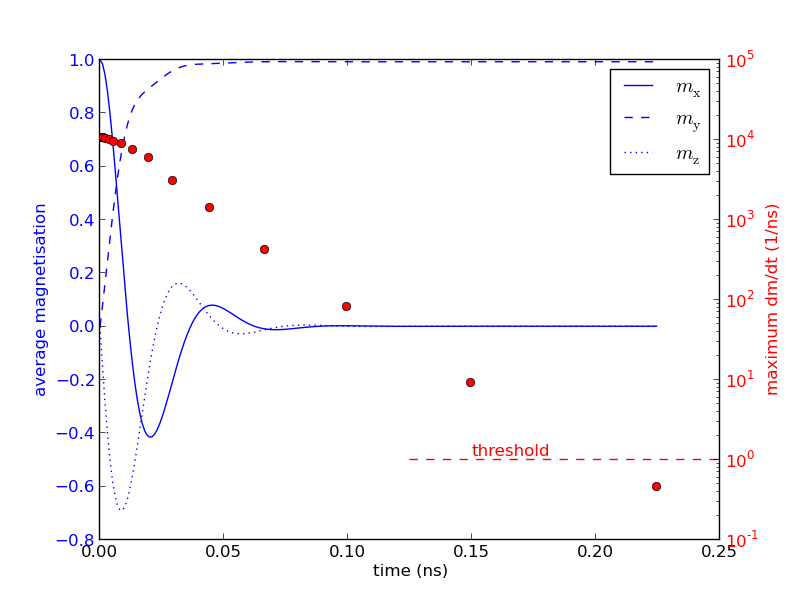 1.0
0.8
0.6
0.4
0.2
0.0
−0.2
−0.4
−0.6
−0.8
average magnetisation
m_x
m_y
m_z
threshold
10^5
10^4
10^3
10^2
10^1
10^0
10^-1
maximum dm/dt (1/ns)
0.00 0.05 0.10 0.15 0.20 0.25
time (ns)